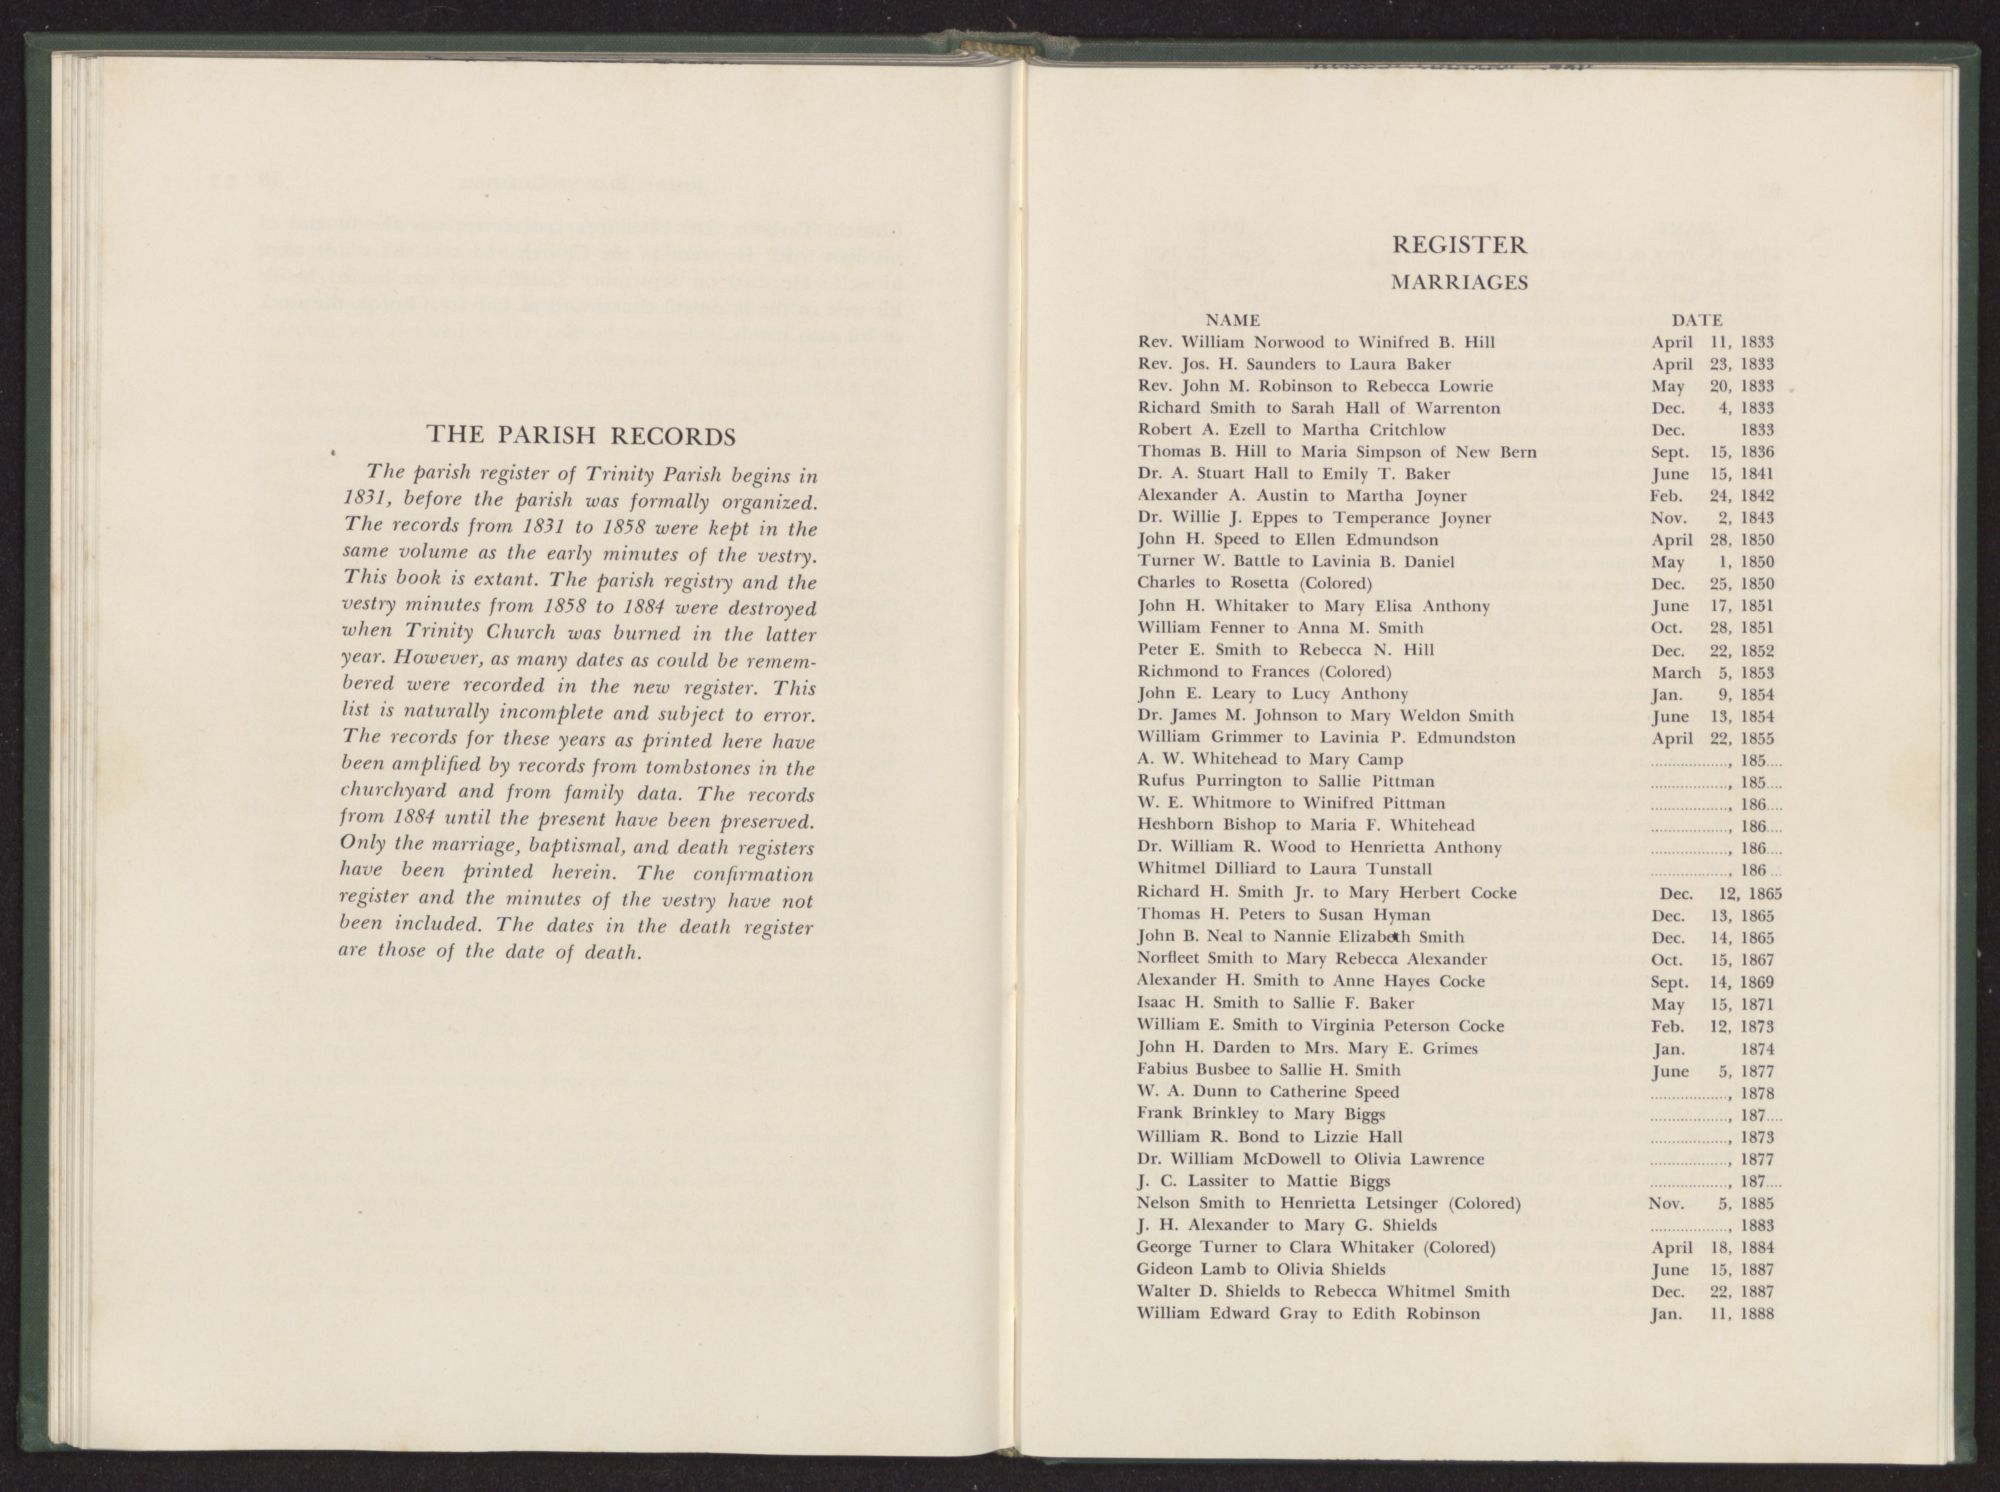 THE PARISH RECORDS
The parish register of Trinity Parish begins in
1831, before the parish was formally organized.
The records from 1831 to 1858 were kept in the
same volume as the early minutes of the vestry.
This book is extant. The parish registry and the
vestry minutes from 1858 to 1884 were destroyed
when Trinity Church was burned in the latter
year. However, as many dates as could be remem-
bered were recorded in the new register. This
list is naturally incomplete and subject to error.
The records for these years as printed here have
been amplified by records from tombstones in the
churchyard and from family data. The records
from 1884 until the present have been preserved.
Only the marriage, baptismal, and death registers
have been printed herein. The confirmation
register and the minutes of the vestry have not
been included. The dates in the death register
are those of the date of death.
REGISTER
MARRIAGES
NAME DATE
Rev. William Norwood to Winifred B. Hill April 11, 1833
Rev. Jos. H. Saunders to Laura Baker April 23, 1833
Rev. John M. Robinson to Rebecca Lowrie May 20, 1833
Richard Smith to Sarah Hall of Warrenton Dec. 4, 1833
Robert A. Ezell to Martha Critchlow Dec. 1833
Thomas B. Hill to Maria Simpson of New Bern Sept. 15, 1836
Dr. A. Stuart Hall to Emily T. Baker June 15, 1841
Alexander A. Austin to Martha Joyner Feb. 24, 1842
Dr. Willie J. Eppes to Temperance Joyner Nov. 2, 1843
John H. Speed to Ellen Edmundson April 28, 1850
Turner W. Battle to Lavinia B. Daniel May 1, 1850
Charles to Rosetta (Colored) Dec. 25, 1850
John H. Whitaker to Mary Elisa Anthony June 17, 1851
William Fenner to Anna M. Smith Oct. 28, 1851
Peter E. Smith to Rebecca N. Hill Dec. 22, 1852
Richmond to Frances (Colored) March 5, 1853
John E. Leary to Lucy Anthony Jan. 9, 1854
Dr. James M. Johnson to Mary Weldon Smith June 13, 1854
William Grimmer to Lavinia P. Edmundston April 22, 1855
A. W. Whitehead to Mary Camp .................., 185....
Rufus Purrington to Sallie Pittman .................., 185....
W. E. Whitmore to Winifred Pittman .................., 186....
Heshborn Bishop to Maria F. Whitehead .................., 186....
Dr. William R. Wood to Henrietta Anthony .................., 186....
Whitmel Dilliard to Laura Tunstall .................., 186...
Richard H. Smith Jr. to Mary Herbert Cocke Dec. 12, 1865
Thomas H. Peters to Susan Hyman Dec. 13, 1865
John B. Neal to Nannie Elizabeth Smith Dec. 14, 1865
Norfleet Smith to Mary Rebecca Alexander Oct. 15, 1867
Alexander H. Smith to Anne Hayes Cocke Sept. 14, 1869
Isaac H. Smith to Sallie F. Baker May 15, 1871
William E. Smith to Virginia Peterson Cocke Feb. 12, 1873
John H. Darden to Mrs. Mary E. Grimes Jan. 1874
Fabius Busbee to Sallie H. Smith June 5, 1877
W. A. Dunn to Catherine Speed .................., 1878
Frank Brinkley to Mary Biggs .................., 187....
William R. Bond to Lizzie Hall .................., 1873
Dr. William McDowell to Olivia Lawrence .................., 1877
J. C. Lassiter to Mattie Biggs .................., 187....
Nelson Smith to Henrietta Letsinger (Colored) Nov. 5, 1885
J. H. Alexander to Mary G. Shields .................., 1883
George Turner to Clara Whitaker (Colored) April 18, 1884
Gideon Lamb to Olivia Shields June 15, 1887
Walter D. Shields to Rebecca Whitmel Smith Dec. 22, 1887
William Edward Gray to Edith Robinson Jan. 11, 1888